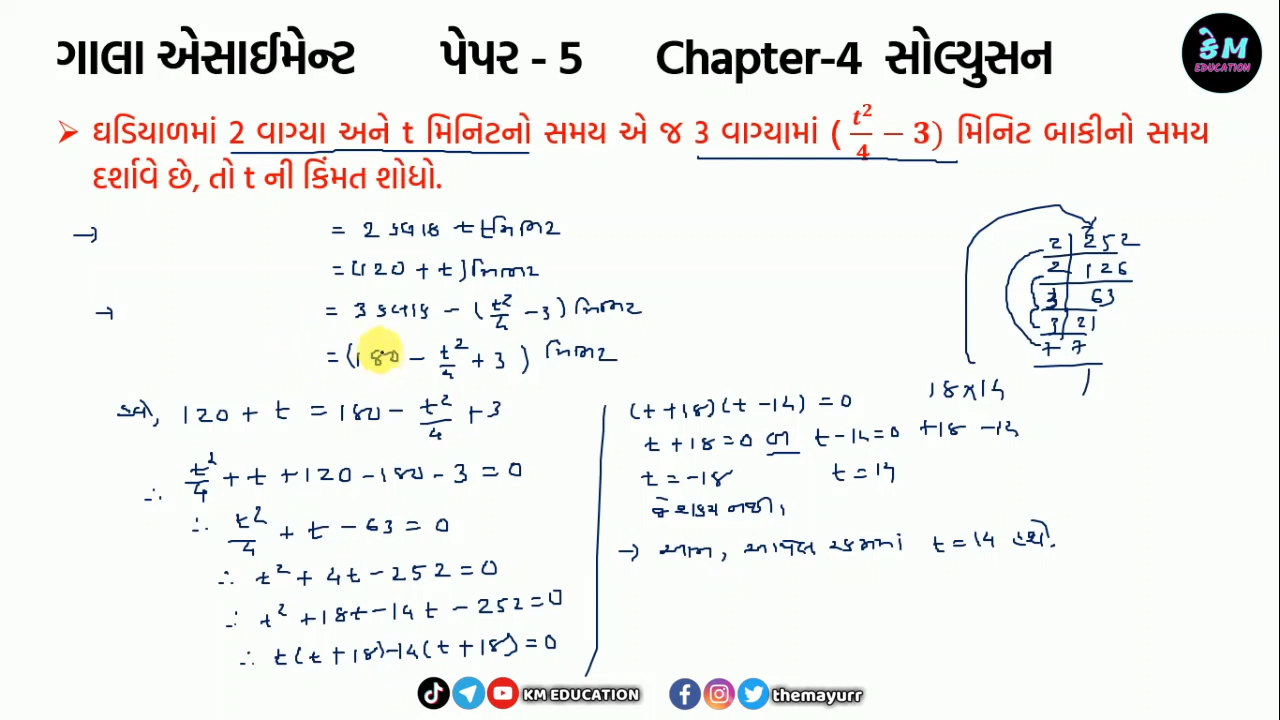 ગાલા એસાઈમેન્ટ પેપર - 5 Chapter-4 સોલ્યુસન
કેM
EDUCATION
➤ ઘડિયાળમાં 2 વાગ્યા અને t મિનિટનો સમય એ જ 3 વાગ્યામાં ( t²/4 − 3) મિનિટ બાકીનો સમય
દર્શાવે છે, તો t ની કિંમત શોધો.
→ = 2 કલાક + t મિનિટ
= (120 + t) મિનિટ
→ = 3 કલાક − (t²/4 − 3) મિનિટ
= (180 − t²/4 + 3) મિનિટ
હવે, 120 + t = 180 − t²/4 + 3
∴ t²/4 + t + 120 − 180 − 3 = 0
∴ t²/4 + t − 63 = 0
∴ t² + 4t − 252 = 0
∴ t² + 18t − 14t − 252 = 0
∴ t(t + 18) − 14(t + 18) = 0
2 | 252
2 | 126
3 | 63
3 | 21
7 | 7
1
18 × 14
+18 −14
(t + 18)(t − 14) = 0
t + 18 = 0 અથવા t − 14 = 0
t = −18 t = 14
જે શક્ય નથી.
→ આમ, આપેલ રકમમાં t = 14 હશે.
KM EDUCATION themayurr